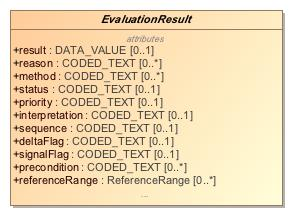 EvaluationResult
attributes
+result : DATA_VALUE [0..1]
+reason : CODED_TEXT [0..*]
+method : CODED_TEXT [0..*]
+status : CODED_TEXT [0..1]
+priority : CODED_TEXT [0..1]
+interpretation : CODED_TEXT [0..1]
+sequence : CODED_TEXT [0..1]
+deltaFlag : CODED_TEXT [0..1]
+signalFlag : CODED_TEXT [0..1]
+precondition : CODED_TEXT [0..*]
+referenceRange : ReferenceRange [0..*]
...